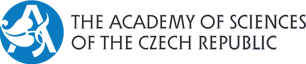 THE ACADEMY OF SCIENCES
OF THE CZECH REPUBLIC